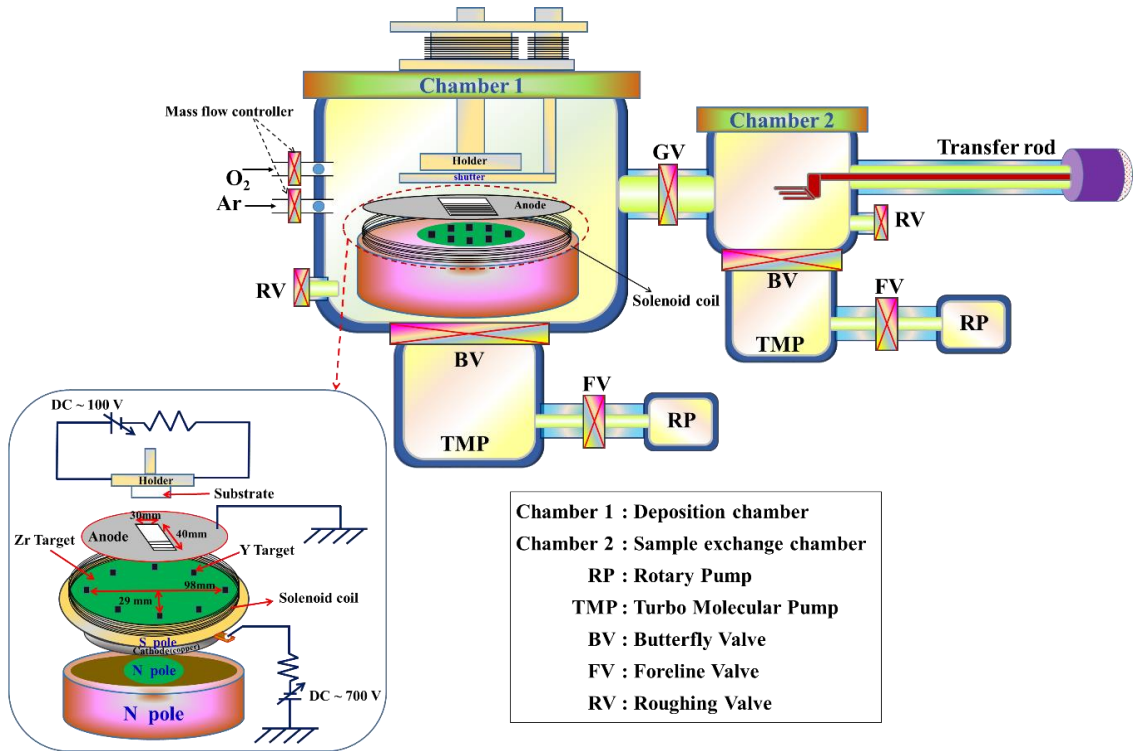 Chamber 1
Mass flow controller
O2
Ar
Holder
shutter
Anode
RV
Solenoid coil
BV
TMP
FV
RP
GV
Chamber 2
Transfer rod
RV
BV
TMP
FV
RP
DC ~ 100 V
Holder
Substrate
30mm
40mm
Anode
Zr Target
Y Target
98mm
29 mm
Solenoid coil
S pole
Cathode(copper)
N pole
N pole
DC ~ 700 V
Chamber 1 : Deposition chamber
Chamber 2 : Sample exchange chamber
RP : Rotary Pump
TMP : Turbo Molecular Pump
BV : Butterfly Valve
FV : Foreline Valve
RV : Roughing Valve